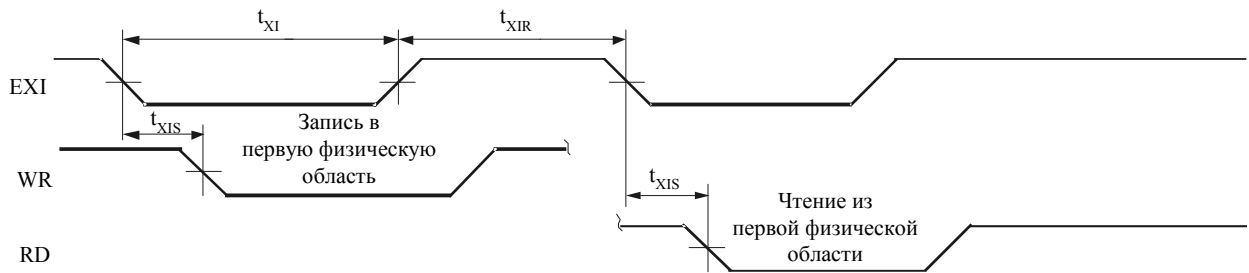 t_XI
t_XIR
EXI
t_XIS
Запись в
первую физическую
область
WR
t_XIS
Чтение из
первой физической
области
RD